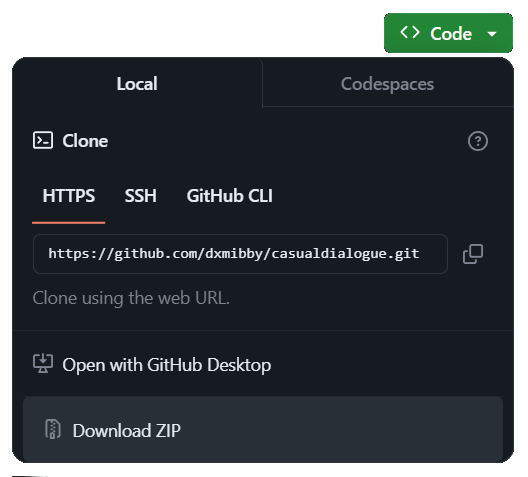 Code
Local
Codespaces
Clone
HTTPS
SSH
GitHub CLI
https://github.com/dxmibby/casualdialogue.git
Clone using the web URL.
Open with GitHub Desktop
Download ZIP